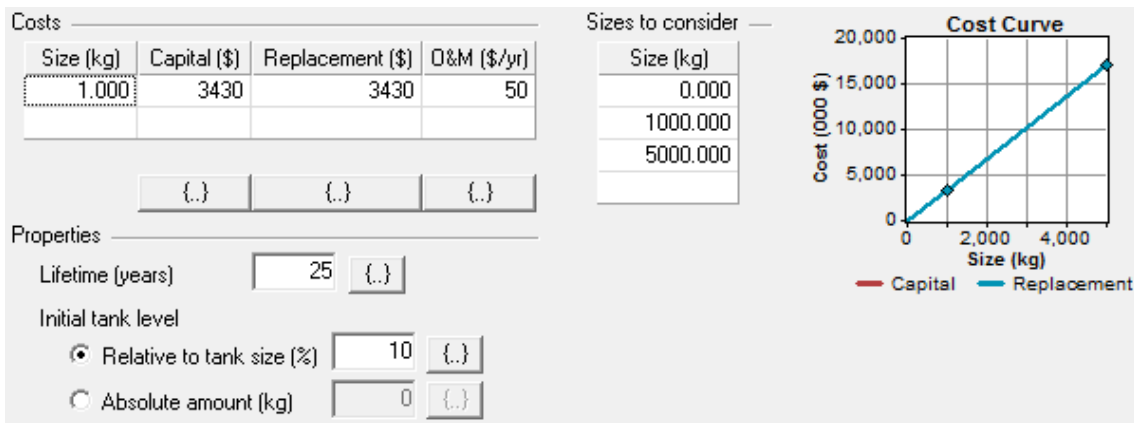 Costs
Size (kg) Capital ($) Replacement ($) O&M ($/yr)
1.000 3430 3430 50
{..} {..} {..}
Properties
Lifetime (years) 25 {..}
Initial tank level
Relative to tank size (%) 10 {..}
Absolute amount (kg) 0 {..}
Sizes to consider
Size (kg)
0.000
1000.000
5000.000
Cost Curve
Cost (000 $)
20,000
15,000
10,000
5,000
0
0 2,000 4,000
Size (kg)
Capital Replacement